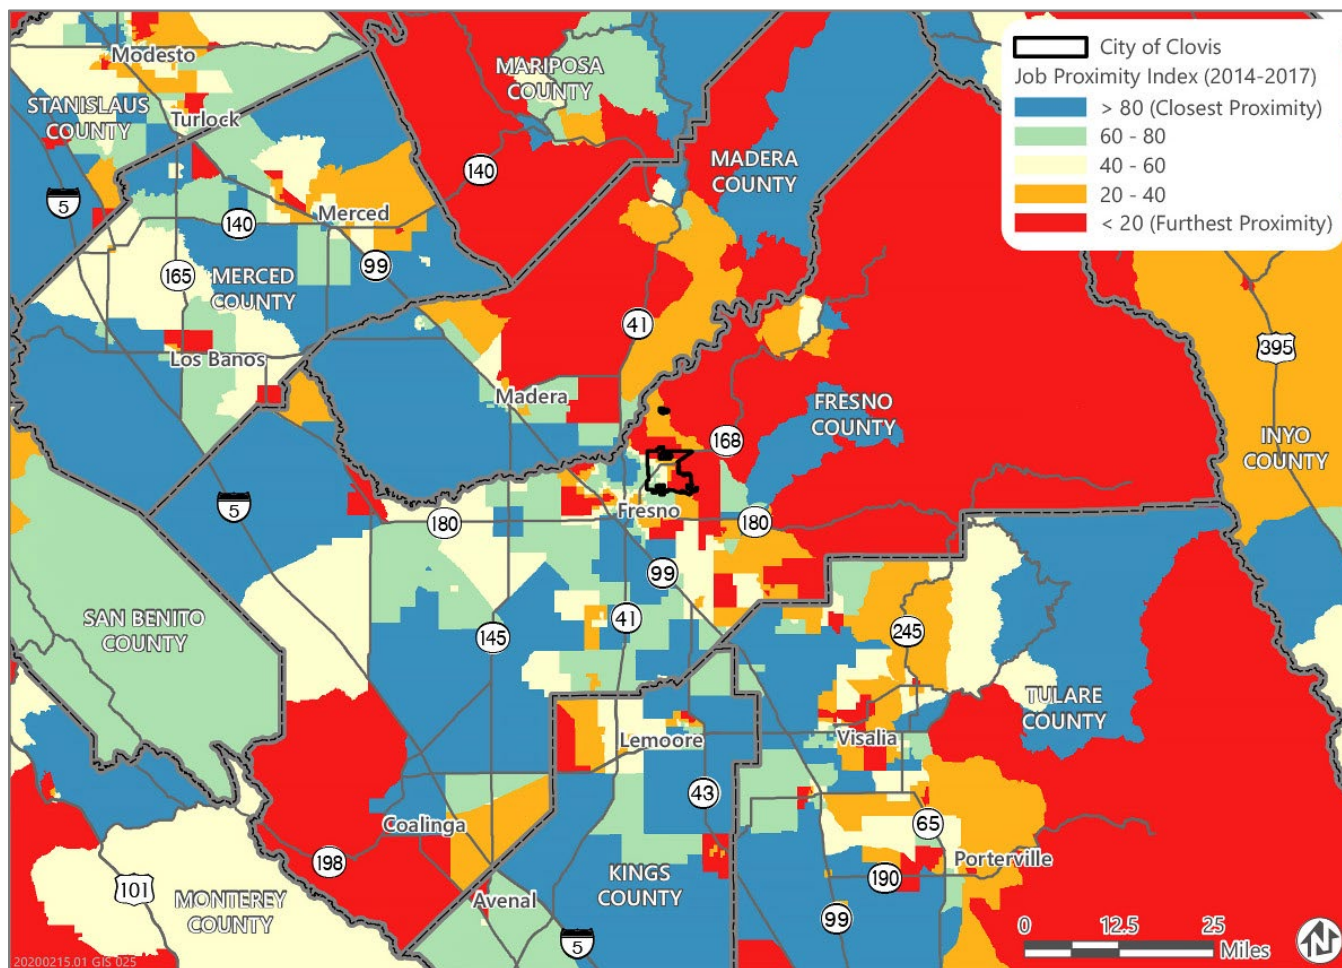 City of Clovis
Job Proximity Index (2014-2017)
> 80 (Closest Proximity)
60 - 80
40 - 60
20 - 40
< 20 (Furthest Proximity)
Modesto
STANISLAUS
COUNTY
Turlock
MARIPOSA
COUNTY
MADERA
COUNTY
140
5
140
Merced
99
165
MERCED
COUNTY
41
395
Los Banos
Madera
FRESNO
COUNTY
168
INYO
COUNTY
5
180
Fresno
180
99
SAN BENITO
COUNTY
145
41
245
TULARE
COUNTY
Lemoore
Visalia
43
Coalinga
65
198
Porterville
KINGS
COUNTY
190
101
MONTEREY
COUNTY
Avenal
99
5
0 12.5 25
Miles
N
20200215.01 GIS 025